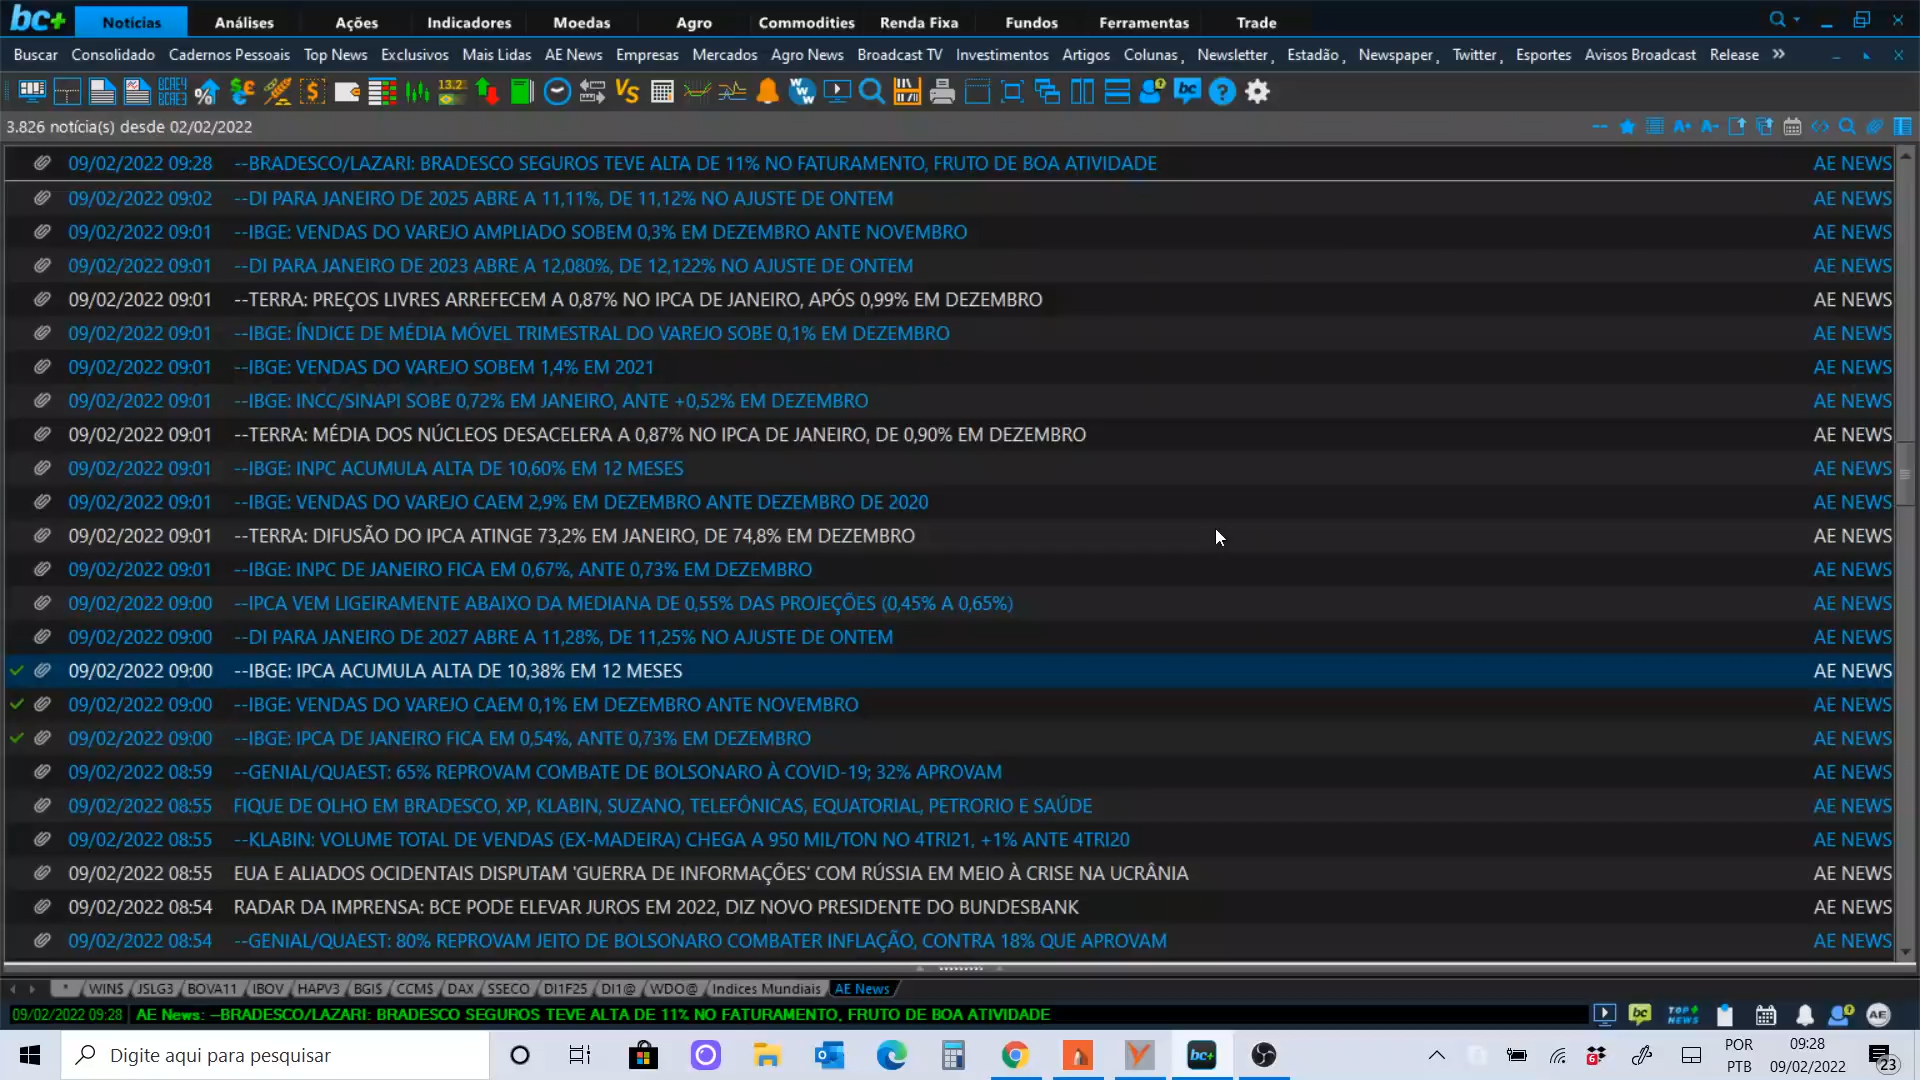 bc+ Notícias Análises Ações Indicadores Moedas Agro Commodities Renda Fixa Fundos Ferramentas Trade
Buscar Consolidado Cadernos Pessoais Top News Exclusivos Mais Lidas AE News Empresas Mercados Agro News Broadcast TV Investimentos Artigos Colunas Newsletter Estadão Newspaper Twitter Esportes Avisos Broadcast Release »
3.826 notícia(s) desde 02/02/2022
09/02/2022 09:28 --BRADESCO/LAZARI: BRADESCO SEGUROS TEVE ALTA DE 11% NO FATURAMENTO, FRUTO DE BOA ATIVIDADE AE NEWS
09/02/2022 09:02 --DI PARA JANEIRO DE 2025 ABRE A 11,11%, DE 11,12% NO AJUSTE DE ONTEM AE NEWS
09/02/2022 09:01 --IBGE: VENDAS DO VAREJO AMPLIADO SOBEM 0,3% EM DEZEMBRO ANTE NOVEMBRO AE NEWS
09/02/2022 09:01 --DI PARA JANEIRO DE 2023 ABRE A 12,080%, DE 12,122% NO AJUSTE DE ONTEM AE NEWS
09/02/2022 09:01 --TERRA: PREÇOS LIVRES ARREFECEM A 0,87% NO IPCA DE JANEIRO, APÓS 0,99% EM DEZEMBRO AE NEWS
09/02/2022 09:01 --IBGE: ÍNDICE DE MÉDIA MÓVEL TRIMESTRAL DO VAREJO SOBE 0,1% EM DEZEMBRO AE NEWS
09/02/2022 09:01 --IBGE: VENDAS DO VAREJO SOBEM 1,4% EM 2021 AE NEWS
09/02/2022 09:01 --IBGE: INCC/SINAPI SOBE 0,72% EM JANEIRO, ANTE +0,52% EM DEZEMBRO AE NEWS
09/02/2022 09:01 --TERRA: MÉDIA DOS NÚCLEOS DESACELERA A 0,87% NO IPCA DE JANEIRO, DE 0,90% EM DEZEMBRO AE NEWS
09/02/2022 09:01 --IBGE: INPC ACUMULA ALTA DE 10,60% EM 12 MESES AE NEWS
09/02/2022 09:01 --IBGE: VENDAS DO VAREJO CAEM 2,9% EM DEZEMBRO ANTE DEZEMBRO DE 2020 AE NEWS
09/02/2022 09:01 --TERRA: DIFUSÃO DO IPCA ATINGE 73,2% EM JANEIRO, DE 74,8% EM DEZEMBRO AE NEWS
09/02/2022 09:01 --IBGE: INPC DE JANEIRO FICA EM 0,67%, ANTE 0,73% EM DEZEMBRO AE NEWS
09/02/2022 09:00 --IPCA VEM LIGEIRAMENTE ABAIXO DA MEDIANA DE 0,55% DAS PROJEÇÕES (0,45% A 0,65%) AE NEWS
09/02/2022 09:00 --DI PARA JANEIRO DE 2027 ABRE A 11,28%, DE 11,25% NO AJUSTE DE ONTEM AE NEWS
09/02/2022 09:00 --IBGE: IPCA ACUMULA ALTA DE 10,38% EM 12 MESES AE NEWS
09/02/2022 09:00 --IBGE: VENDAS DO VAREJO CAEM 0,1% EM DEZEMBRO ANTE NOVEMBRO AE NEWS
09/02/2022 09:00 --IBGE: IPCA DE JANEIRO FICA EM 0,54%, ANTE 0,73% EM DEZEMBRO AE NEWS
09/02/2022 08:59 --GENIAL/QUAEST: 65% REPROVAM COMBATE DE BOLSONARO À COVID-19; 32% APROVAM AE NEWS
09/02/2022 08:55 FIQUE DE OLHO EM BRADESCO, XP, KLABIN, SUZANO, TELEFÔNICAS, EQUATORIAL, PETRORIO E SAÚDE AE NEWS
09/02/2022 08:55 --KLABIN: VOLUME TOTAL DE VENDAS (EX-MADEIRA) CHEGA A 950 MIL/TON NO 4TRI21, +1% ANTE 4TRI20 AE NEWS
09/02/2022 08:55 EUA E ALIADOS OCIDENTAIS DISPUTAM 'GUERRA DE INFORMAÇÕES' COM RÚSSIA EM MEIO À CRISE NA UCRÂNIA AE NEWS
09/02/2022 08:54 RADAR DA IMPRENSA: BCE PODE ELEVAR JUROS EM 2022, DIZ NOVO PRESIDENTE DO BUNDESBANK AE NEWS
09/02/2022 08:54 --GENIAL/QUAEST: 80% REPROVAM JEITO DE BOLSONARO COMBATER INFLAÇÃO, CONTRA 18% QUE APROVAM AE NEWS
* WIN$ JSLG3 BOVA11 IBOV HAPV3 BGI$ CCM$ DAX SSECO DI1F25 DI1@ WDO@ Indices Mundiais AE News
09/02/2022 09:28 AE News: --BRADESCO/LAZARI: BRADESCO SEGUROS TEVE ALTA DE 11% NO FATURAMENTO, FRUTO DE BOA ATIVIDADE bc TOP+ NEWS AE
Digite aqui para pesquisar bc+ POR 09:28
PTB 09/02/2022 23